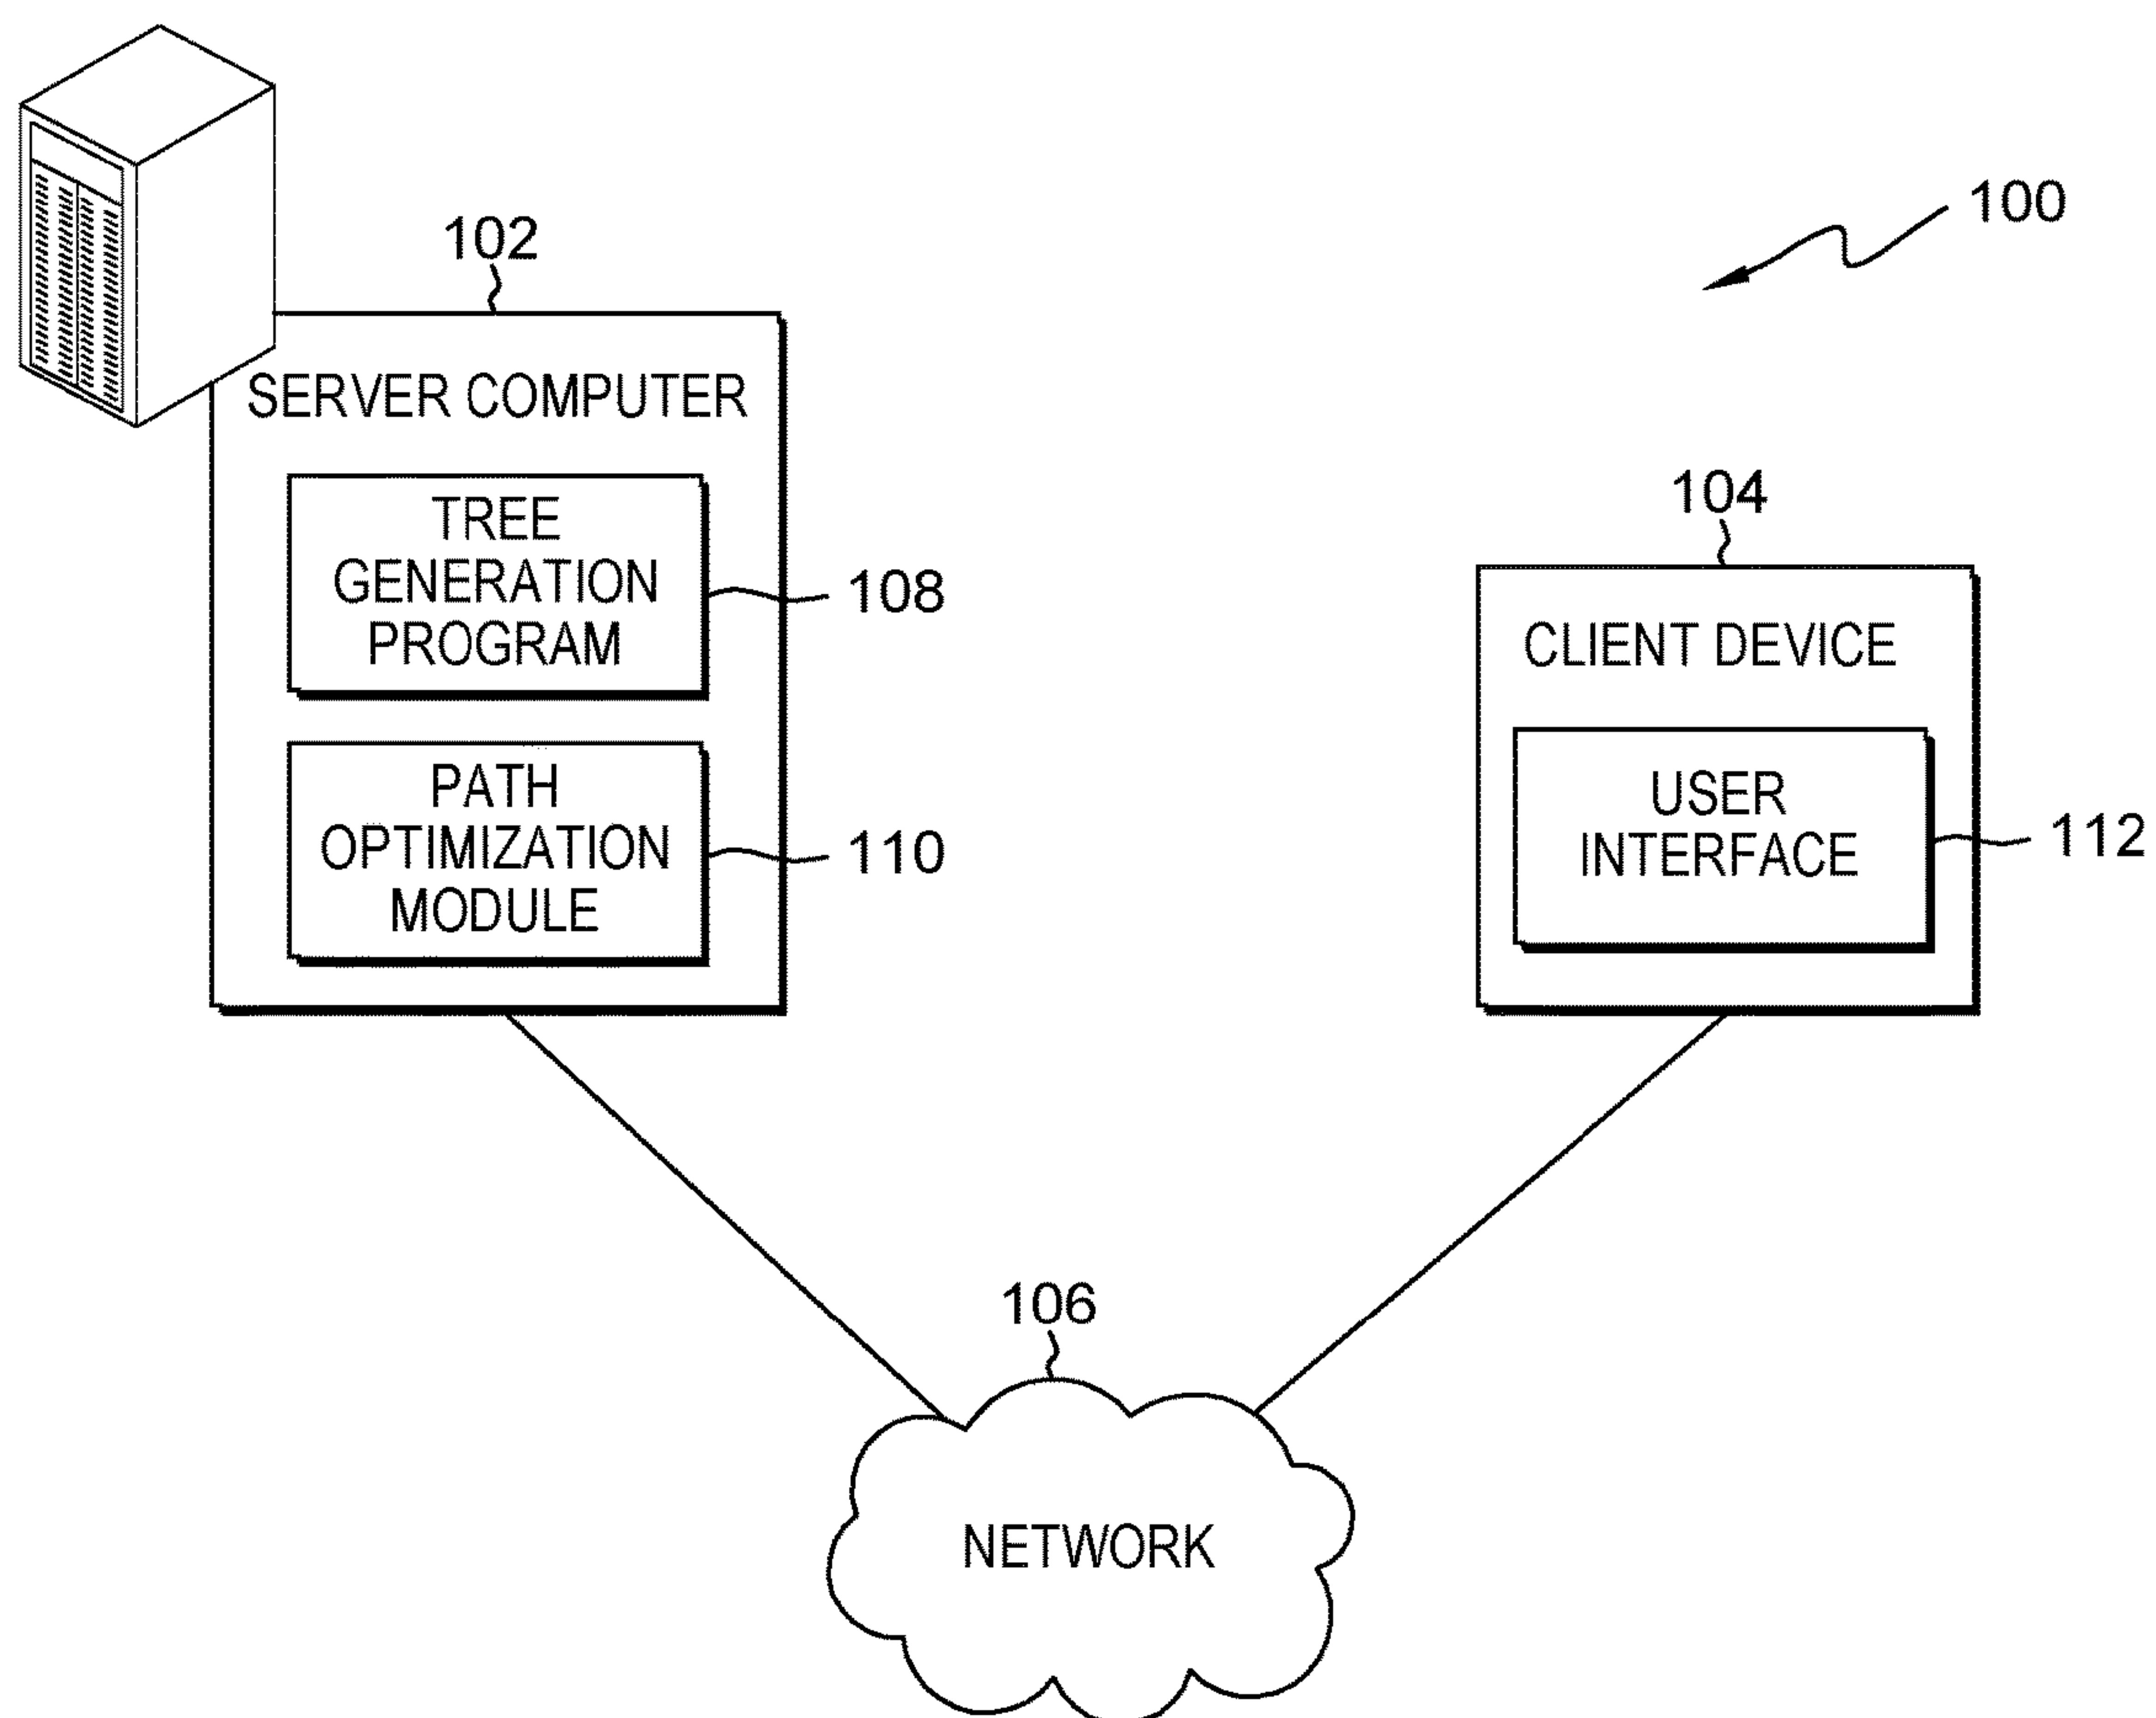 100
102
SERVER COMPUTER
TREE
GENERATION
PROGRAM
108
PATH
OPTIMIZATION
MODULE
110
104
CLIENT DEVICE
USER
INTERFACE
112
106
NETWORK